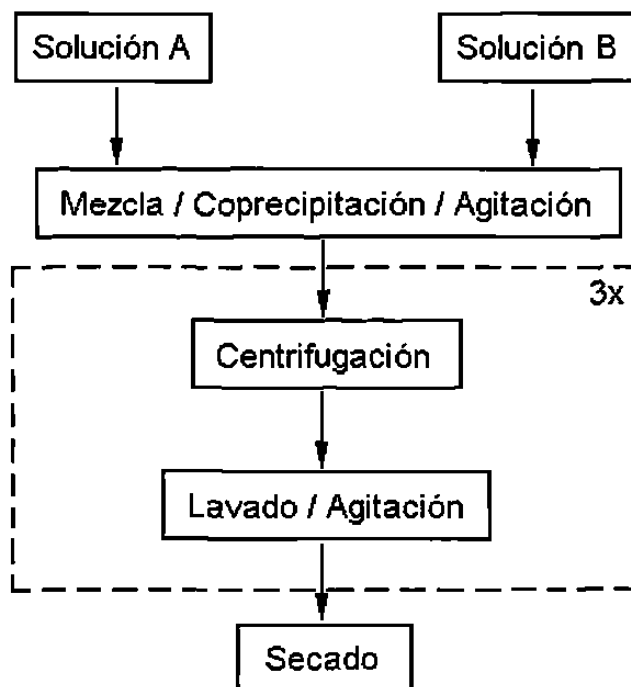 Solución A
Solución B
Mezcla / Coprecipitación / Agitación
3x
Centrifugación
Lavado / Agitación
Secado